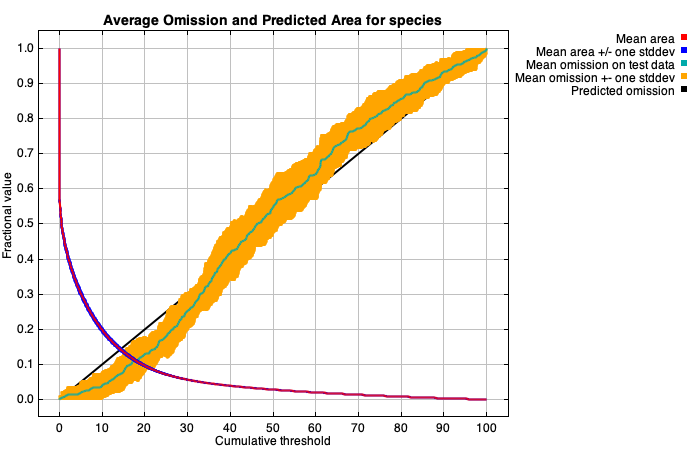 Average Omission and Predicted Area for species
Mean area
Mean area +/- one stddev
Mean omission on test data
Mean omission +- one stddev
Predicted omission
Fractional value
1.0
0.9
0.8
0.7
0.6
0.5
0.4
0.3
0.2
0.1
0.0
0 10 20 30 40 50 60 70 80 90 100
Cumulative threshold